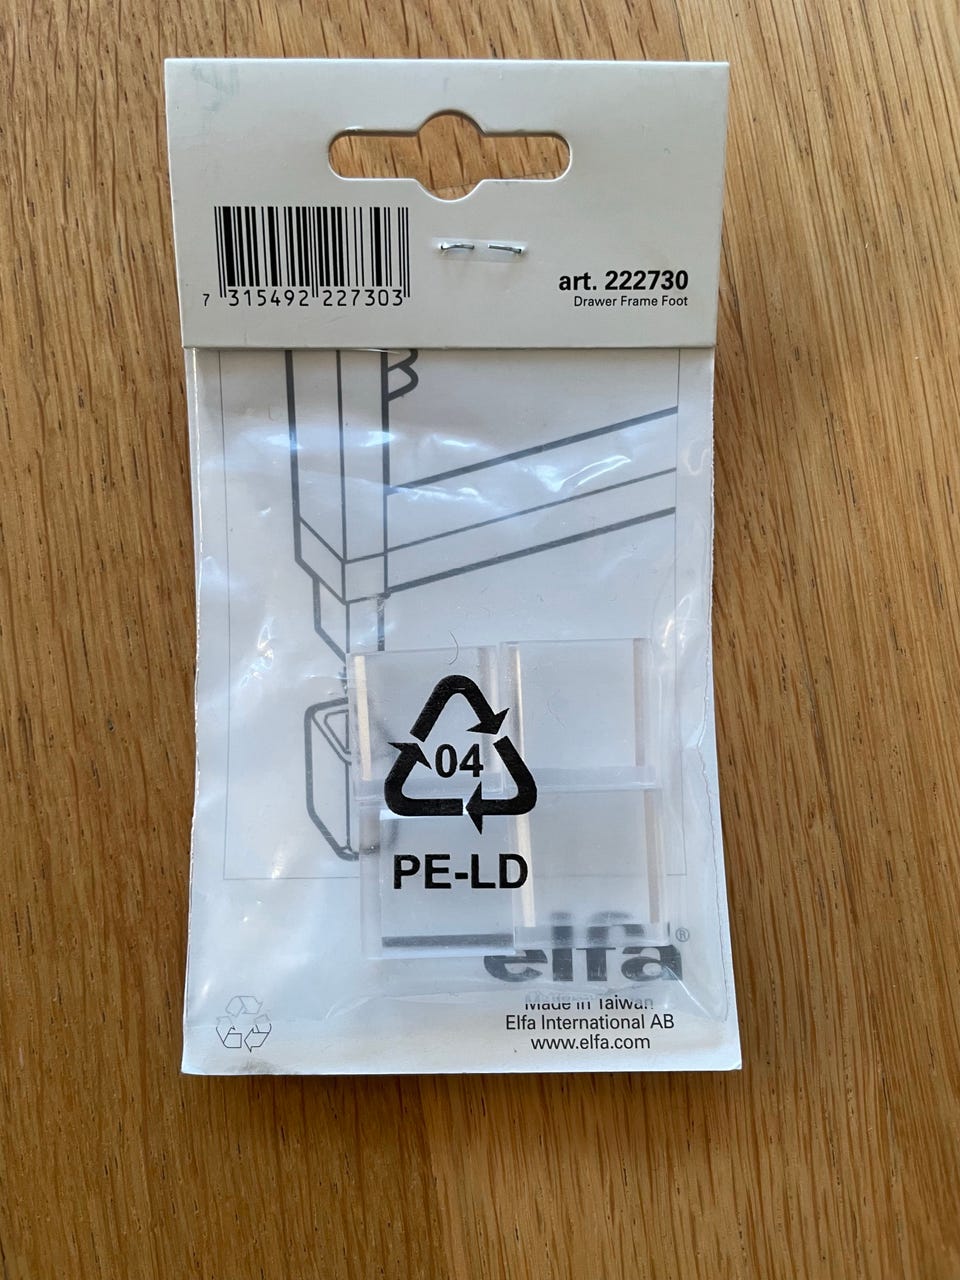 7 315492 227303
art. 222730
Drawer Frame Foot
04
PE-LD
elfa®
Made in Taiwan
Elfa International AB
www.elfa.com